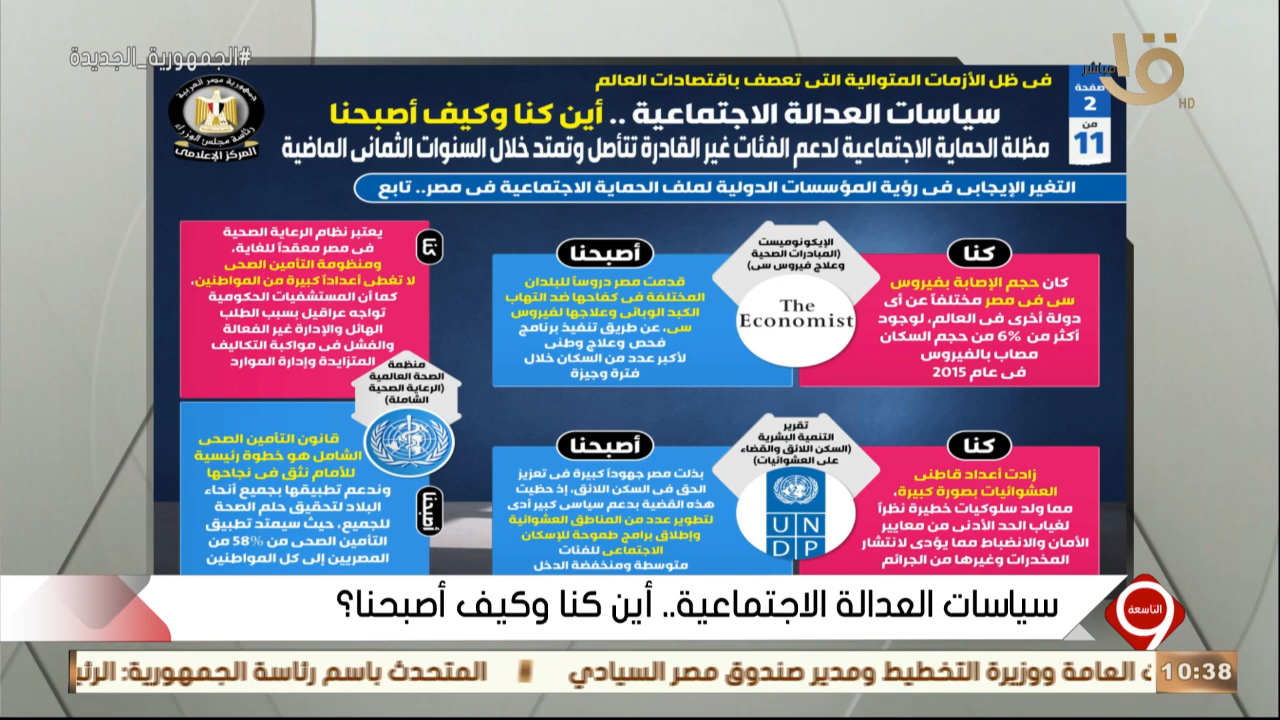 #الجمهورية_الجديدة
مباشر
HD
فى ظل الأزمات المتوالية التى تعصف باقتصادات العالم
سياسات العدالة الاجتماعية .. أين كنا وكيف أصبحنا
مظلة الحماية الاجتماعية لدعم الفئات غير القادرة تتأصل وتمتد خلال السنوات الثمانى الماضية
صفحة
2
من
11
جمهورية مصر العربية
رئاسة مجلس الوزراء
المركز الإعلامى
التغير الإيجابى فى رؤية المؤسسات الدولية لملف الحماية الاجتماعية فى مصر.. تابع
كنا
كان حجم الإصابة بفيروس
سى فى مصر مختلفاً عن أى
دولة أخرى فى العالم، لوجود
أكثر من 6% من حجم السكان
مصاب بالفيروس
فى عام 2015
الإيكونوميست
(المبادرات الصحية
وعلاج فيروس سى)
The
Economist
أصبحنا
قدمت مصر دروساً للبلدان
المختلفة فى كفاحها ضد التهاب
الكبد الوبائى وعلاجها لفيروس
سى، عن طريق تنفيذ برنامج
فحص وعلاج وطنى
لأكبر عدد من السكان خلال
فترة وجيزة
كنا
زادت أعداد قاطنى
العشوائيات بصورة كبيرة،
مما ولد سلوكيات خطيرة نظراً
لغياب الحد الأدنى من معايير
الأمان والانضباط مما يؤدى لانتشار
المخدرات وغيرها من الجرائم
تقرير
التنمية البشرية
(السكن اللائق والقضاء
على العشوائيات)
U N
D P
أصبحنا
بذلت مصر جهوداً كبيرة فى تعزيز
الحق فى السكن اللائق، إذ حظيت
هذه القضية بدعم سياسى كبير أدى
لتطوير عدد من المناطق العشوائية
وإطلاق برامج طموحة للإسكان
الاجتماعى للفئات
متوسطة ومنخفضة الدخل
كنا
يعتبر نظام الرعاية الصحية
فى مصر معقداً للغاية،
ومنظومة التأمين الصحى
لا تغطى أعداداً كبيرة من المواطنين،
كما أن المستشفيات الحكومية
تواجه عراقيل بسبب الطلب
الهائل والإدارة غير الفعالة
والفشل فى مواكبة التكاليف
المتزايدة وإدارة الموارد
منظمة
الصحة العالمية
(الرعاية الصحية
الشاملة)
أصبحنا
قانون التأمين الصحى
الشامل هو خطوة رئيسية
للأمام نثق فى نجاحها
وندعم تطبيقها بجميع أنحاء
البلاد لتحقيق حلم الصحة
للجميع، حيث سيمتد تطبيق
التأمين الصحى من 58% من
المصريين إلى كل المواطنين
سياسات العدالة الاجتماعية.. أين كنا وكيف أصبحنا؟
التاسعة
9
10:38
العامة ووزيرة التخطيط ومدير صندوق مصر السيادي
المتحدث باسم رئاسة الجمهورية: